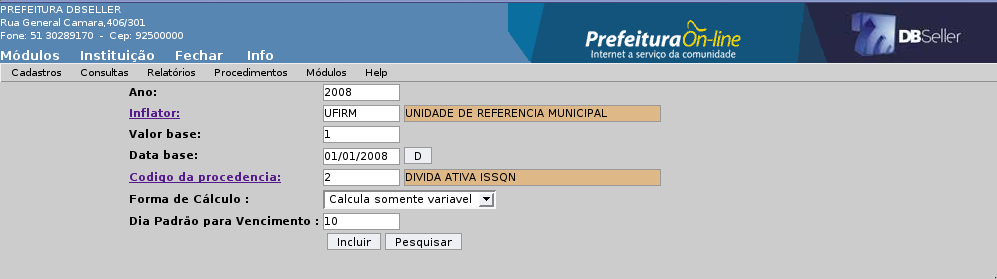 PREFEITURA DBSELLER
Rua General Camara,406/301
Fone: 51 30289170 - Cep: 92500000
Prefeitura On-line
Internet a serviço da comunidade
DBSeller
Módulos Instituição Fechar Info
Cadastros Consultas Relatórios Procedimentos Módulos Help
Ano: 2008
Inflator: UFIRM UNIDADE DE REFERENCIA MUNICIPAL
Valor base: 1
Data base: 01/01/2008 D
Codigo da procedencia: 2 DIVIDA ATIVA ISSQN
Forma de Cálculo : Calcula somente variavel
Dia Padrão para Vencimento : 10
Incluir Pesquisar